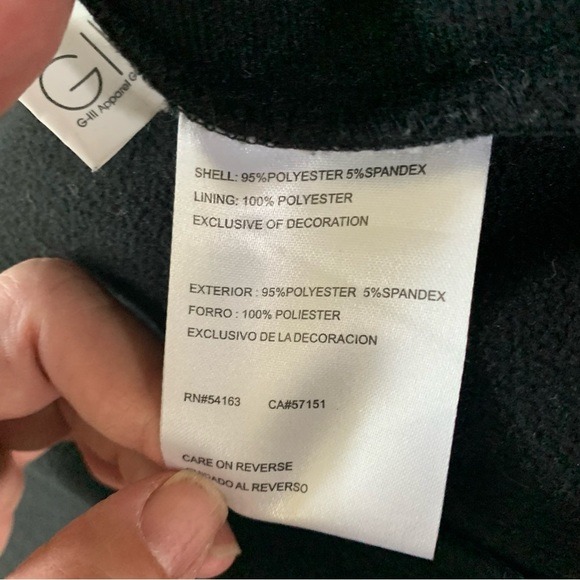 G-III Apparel
SHELL: 95%POLYESTER 5%SPANDEX
LINING: 100% POLYESTER
EXCLUSIVE OF DECORATION
EXTERIOR : 95%POLYESTER 5%SPANDEX
FORRO : 100% POLIESTER
EXCLUSIVO DE LA DECORACION
RN#54163 CA#57151
CARE ON REVERSE
AL REVERSO